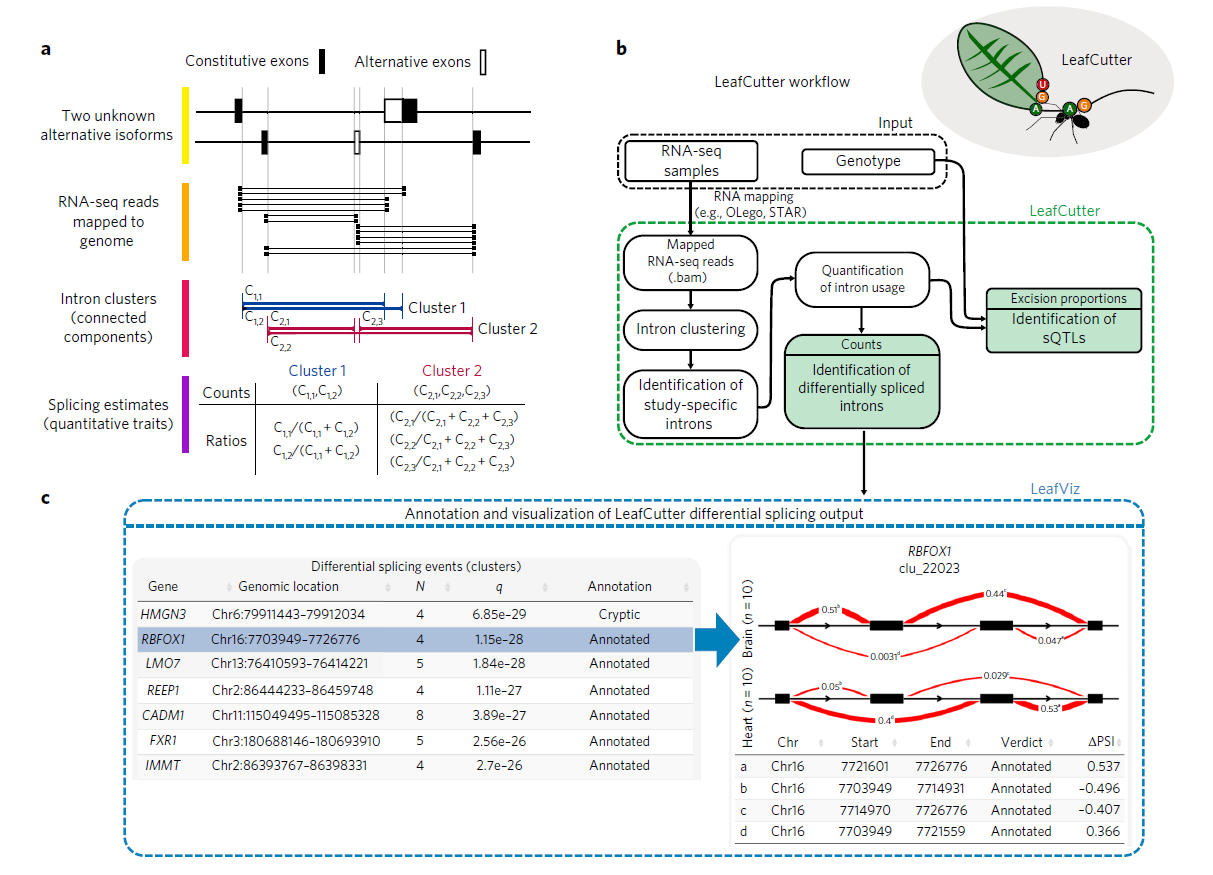 a
Constitutive exons
Alternative exons
Two unknown
alternative isoforms
RNA-seq reads
mapped to
genome
Intron clusters
(connected
components)
C1,1
C1,2
Cluster 1
C2,1
C2,3
C2,2
Cluster 2
Splicing estimates
(quantitative traits)
Cluster 1
Cluster 2
Counts
(C1,1,C1,2)
(C2,1,C2,2,C2,3)
Ratios
C1,1/(C1,1 + C1,2)
C1,2/(C1,1 + C1,2)
(C2,1/(C2,1 + C2,2 + C2,3)
(C2,2/C2,1 + C2,2 + C2,3)
(C2,3/C2,1 + C2,2 + C2,3)
b
LeafCutter workflow
LeafCutter
U
G
A
A
G
Input
RNA-seq
samples
Genotype
RNA mapping
(e.g., OLego, STAR)
LeafCutter
Mapped
RNA-seq reads
(.bam)
Intron clustering
Identification of
study-specific
introns
Quantification
of intron usage
Counts
Identification of
differentially spliced
introns
Excision proportions
Identification of
sQTLs
c
LeafViz
Annotation and visualization of LeafCutter differential splicing output
Differential splicing events (clusters)
Gene Genomic location N q Annotation
HMGN3 Chr6:79911443–79912034 4 6.85e–29 Cryptic
RBFOX1 Chr16:7703949–7726776 4 1.15e–28 Annotated
LMO7 Chr13:76410593–76414221 5 1.84e–28 Annotated
REEP1 Chr2:86444233–86459748 4 1.11e–27 Annotated
CADM1 Chr11:115049495–115085328 8 3.89e–27 Annotated
FXR1 Chr3:180688146–180693910 5 2.56e–26 Annotated
IMMT Chr2:86393767–86398331 4 2.7e–26 Annotated
RBFOX1
clu_22023
Brain (n = 10)
0.51b
0.44c
0.0031d
0.047a
Heart (n = 10)
0.05b
0.029c
0.4d
0.53a
Chr Start End Verdict ΔPSI
a Chr16 7721601 7726776 Annotated 0.537
b Chr16 7703949 7714931 Annotated –0.496
c Chr16 7714970 7726776 Annotated –0.407
d Chr16 7703949 7721559 Annotated 0.366